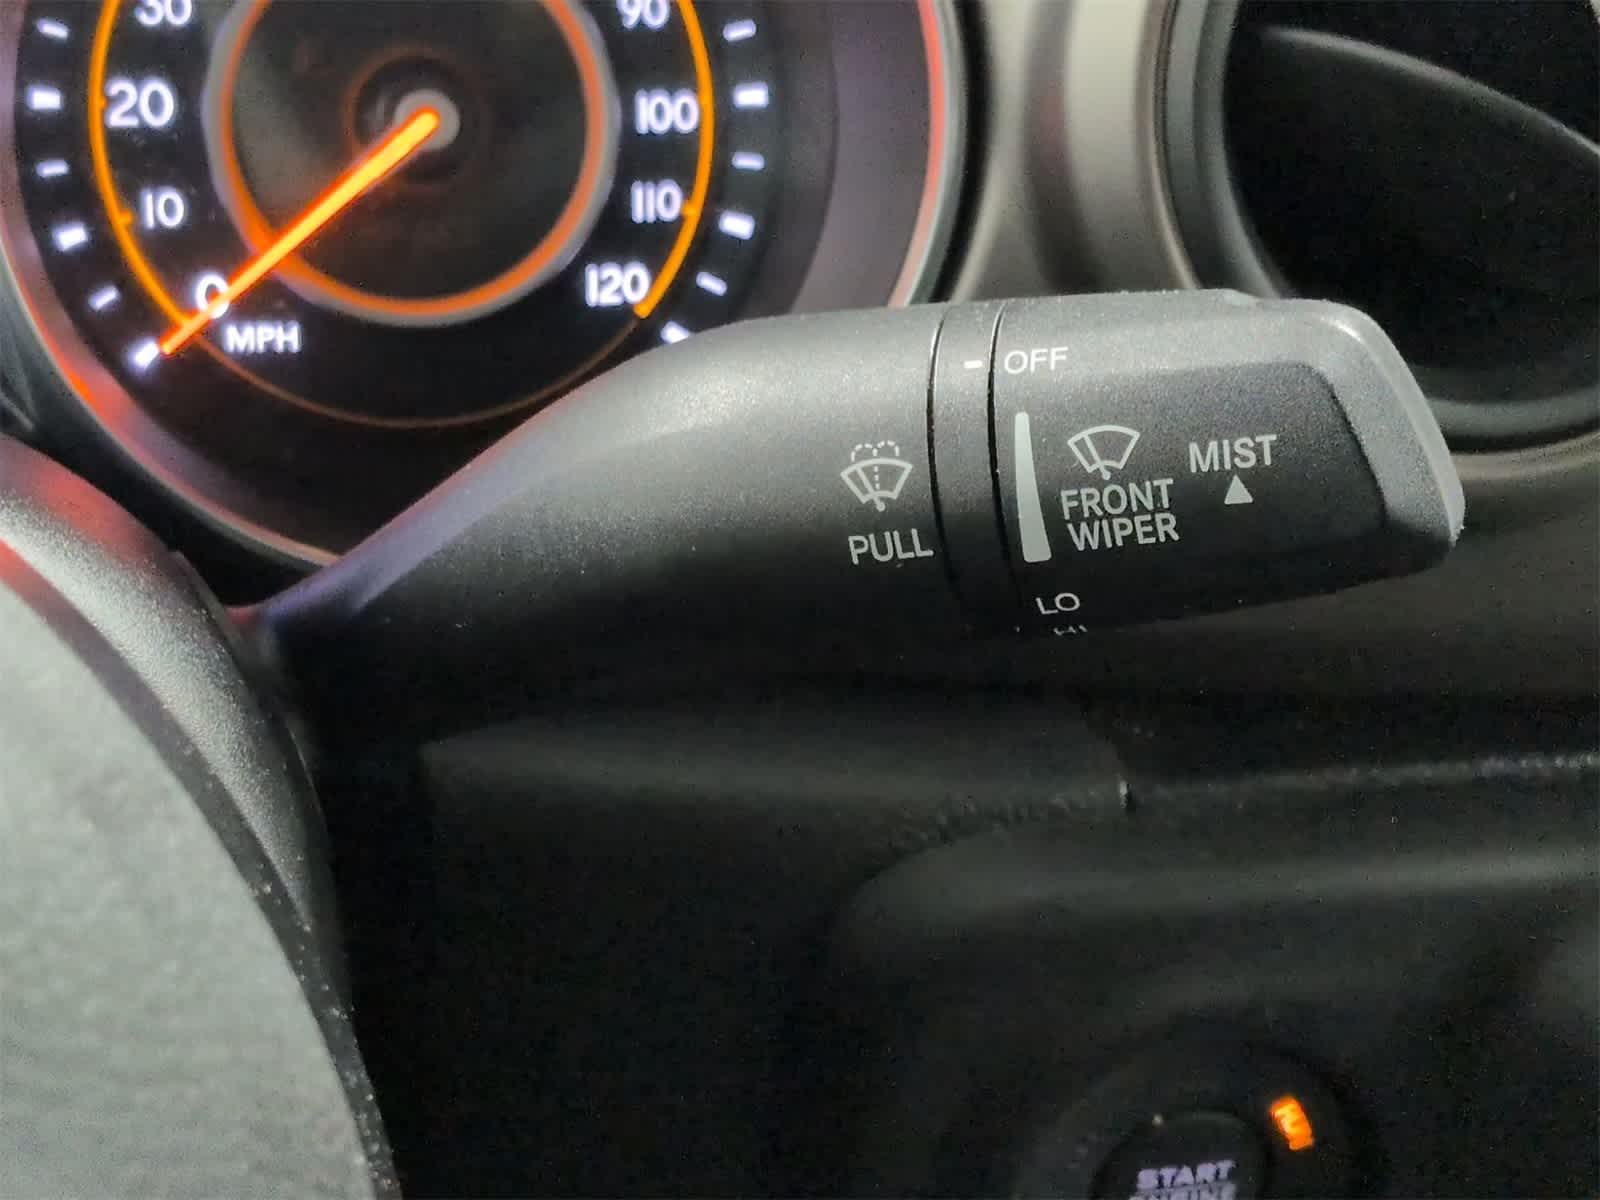 30
90
20
100
10
110
0
120
MPH
OFF
MIST
FRONT
WIPER
PULL
LO
START